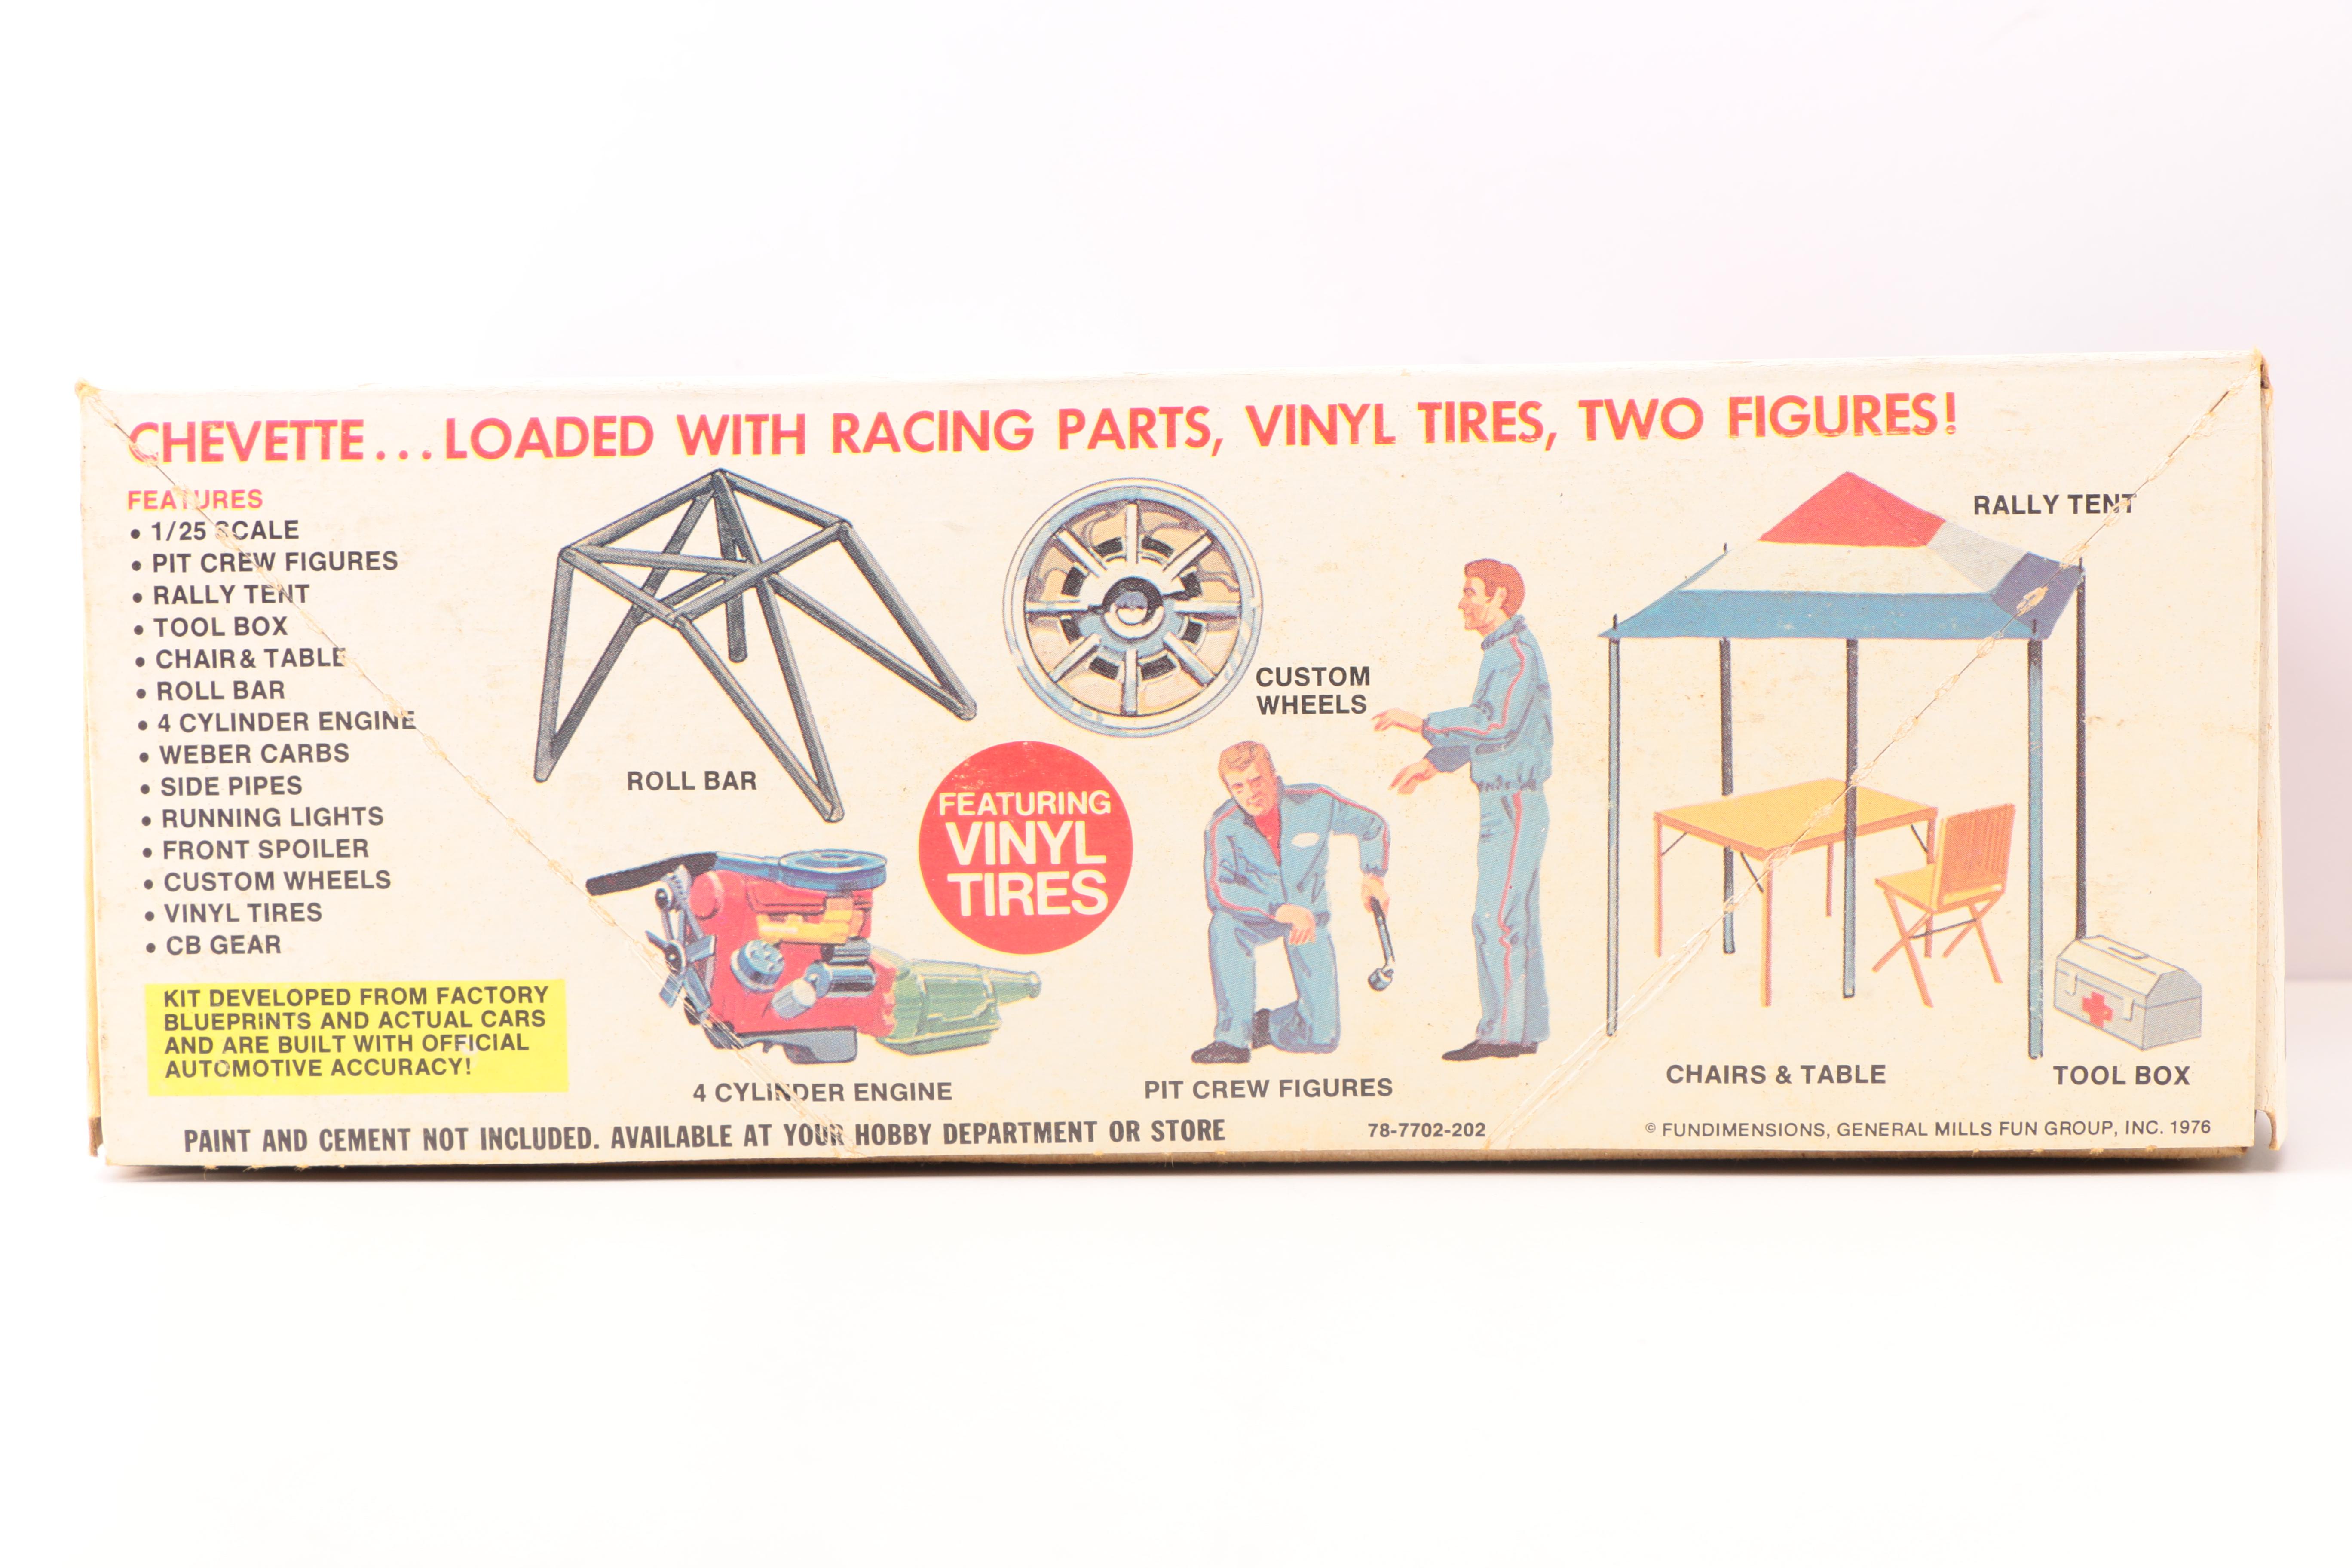 CHEVETTE...LOADED WITH RACING PARTS, VINYL TIRES, TWO FIGURES!
FEATURES
• 1/25 SCALE
• PIT CREW FIGURES
• RALLY TENT
• TOOL BOX
• CHAIR & TABLE
• ROLL BAR
• 4 CYLINDER ENGINE
• WEBER CARBS
• SIDE PIPES
• RUNNING LIGHTS
• FRONT SPOILER
• CUSTOM WHEELS
• VINYL TIRES
• CB GEAR
KIT DEVELOPED FROM FACTORY
BLUEPRINTS AND ACTUAL CARS
AND ARE BUILT WITH OFFICIAL
AUTOMOTIVE ACCURACY!
ROLL BAR
CUSTOM
WHEELS
RALLY TENT
FEATURING
VINYL
TIRES
4 CYLINDER ENGINE
PIT CREW FIGURES
CHAIRS & TABLE
TOOL BOX
PAINT AND CEMENT NOT INCLUDED. AVAILABLE AT YOUR HOBBY DEPARTMENT OR STORE
78-7702-202
© FUNDIMENSIONS, GENERAL MILLS FUN GROUP, INC. 1976